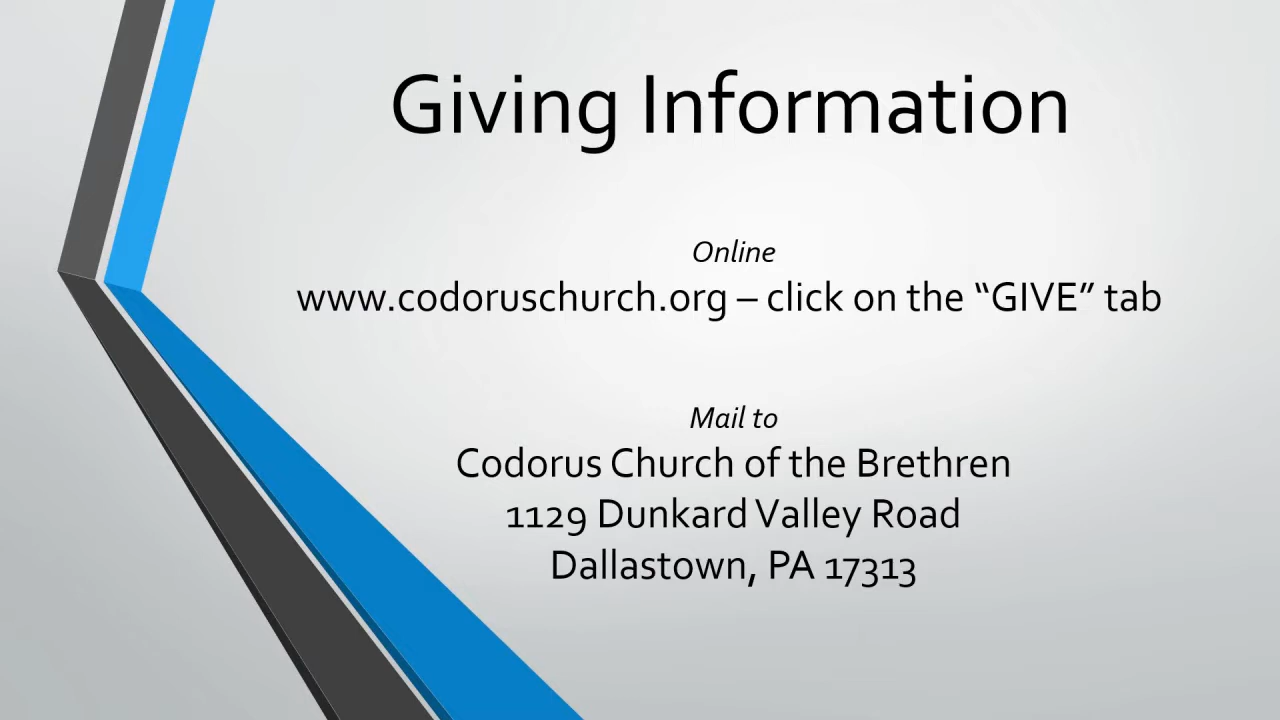 Giving Information
Online
www.codoruschurch.org – click on the “GIVE” tab
Mail to
Codorus Church of the Brethren
1129 Dunkard Valley Road
Dallastown, PA 17313